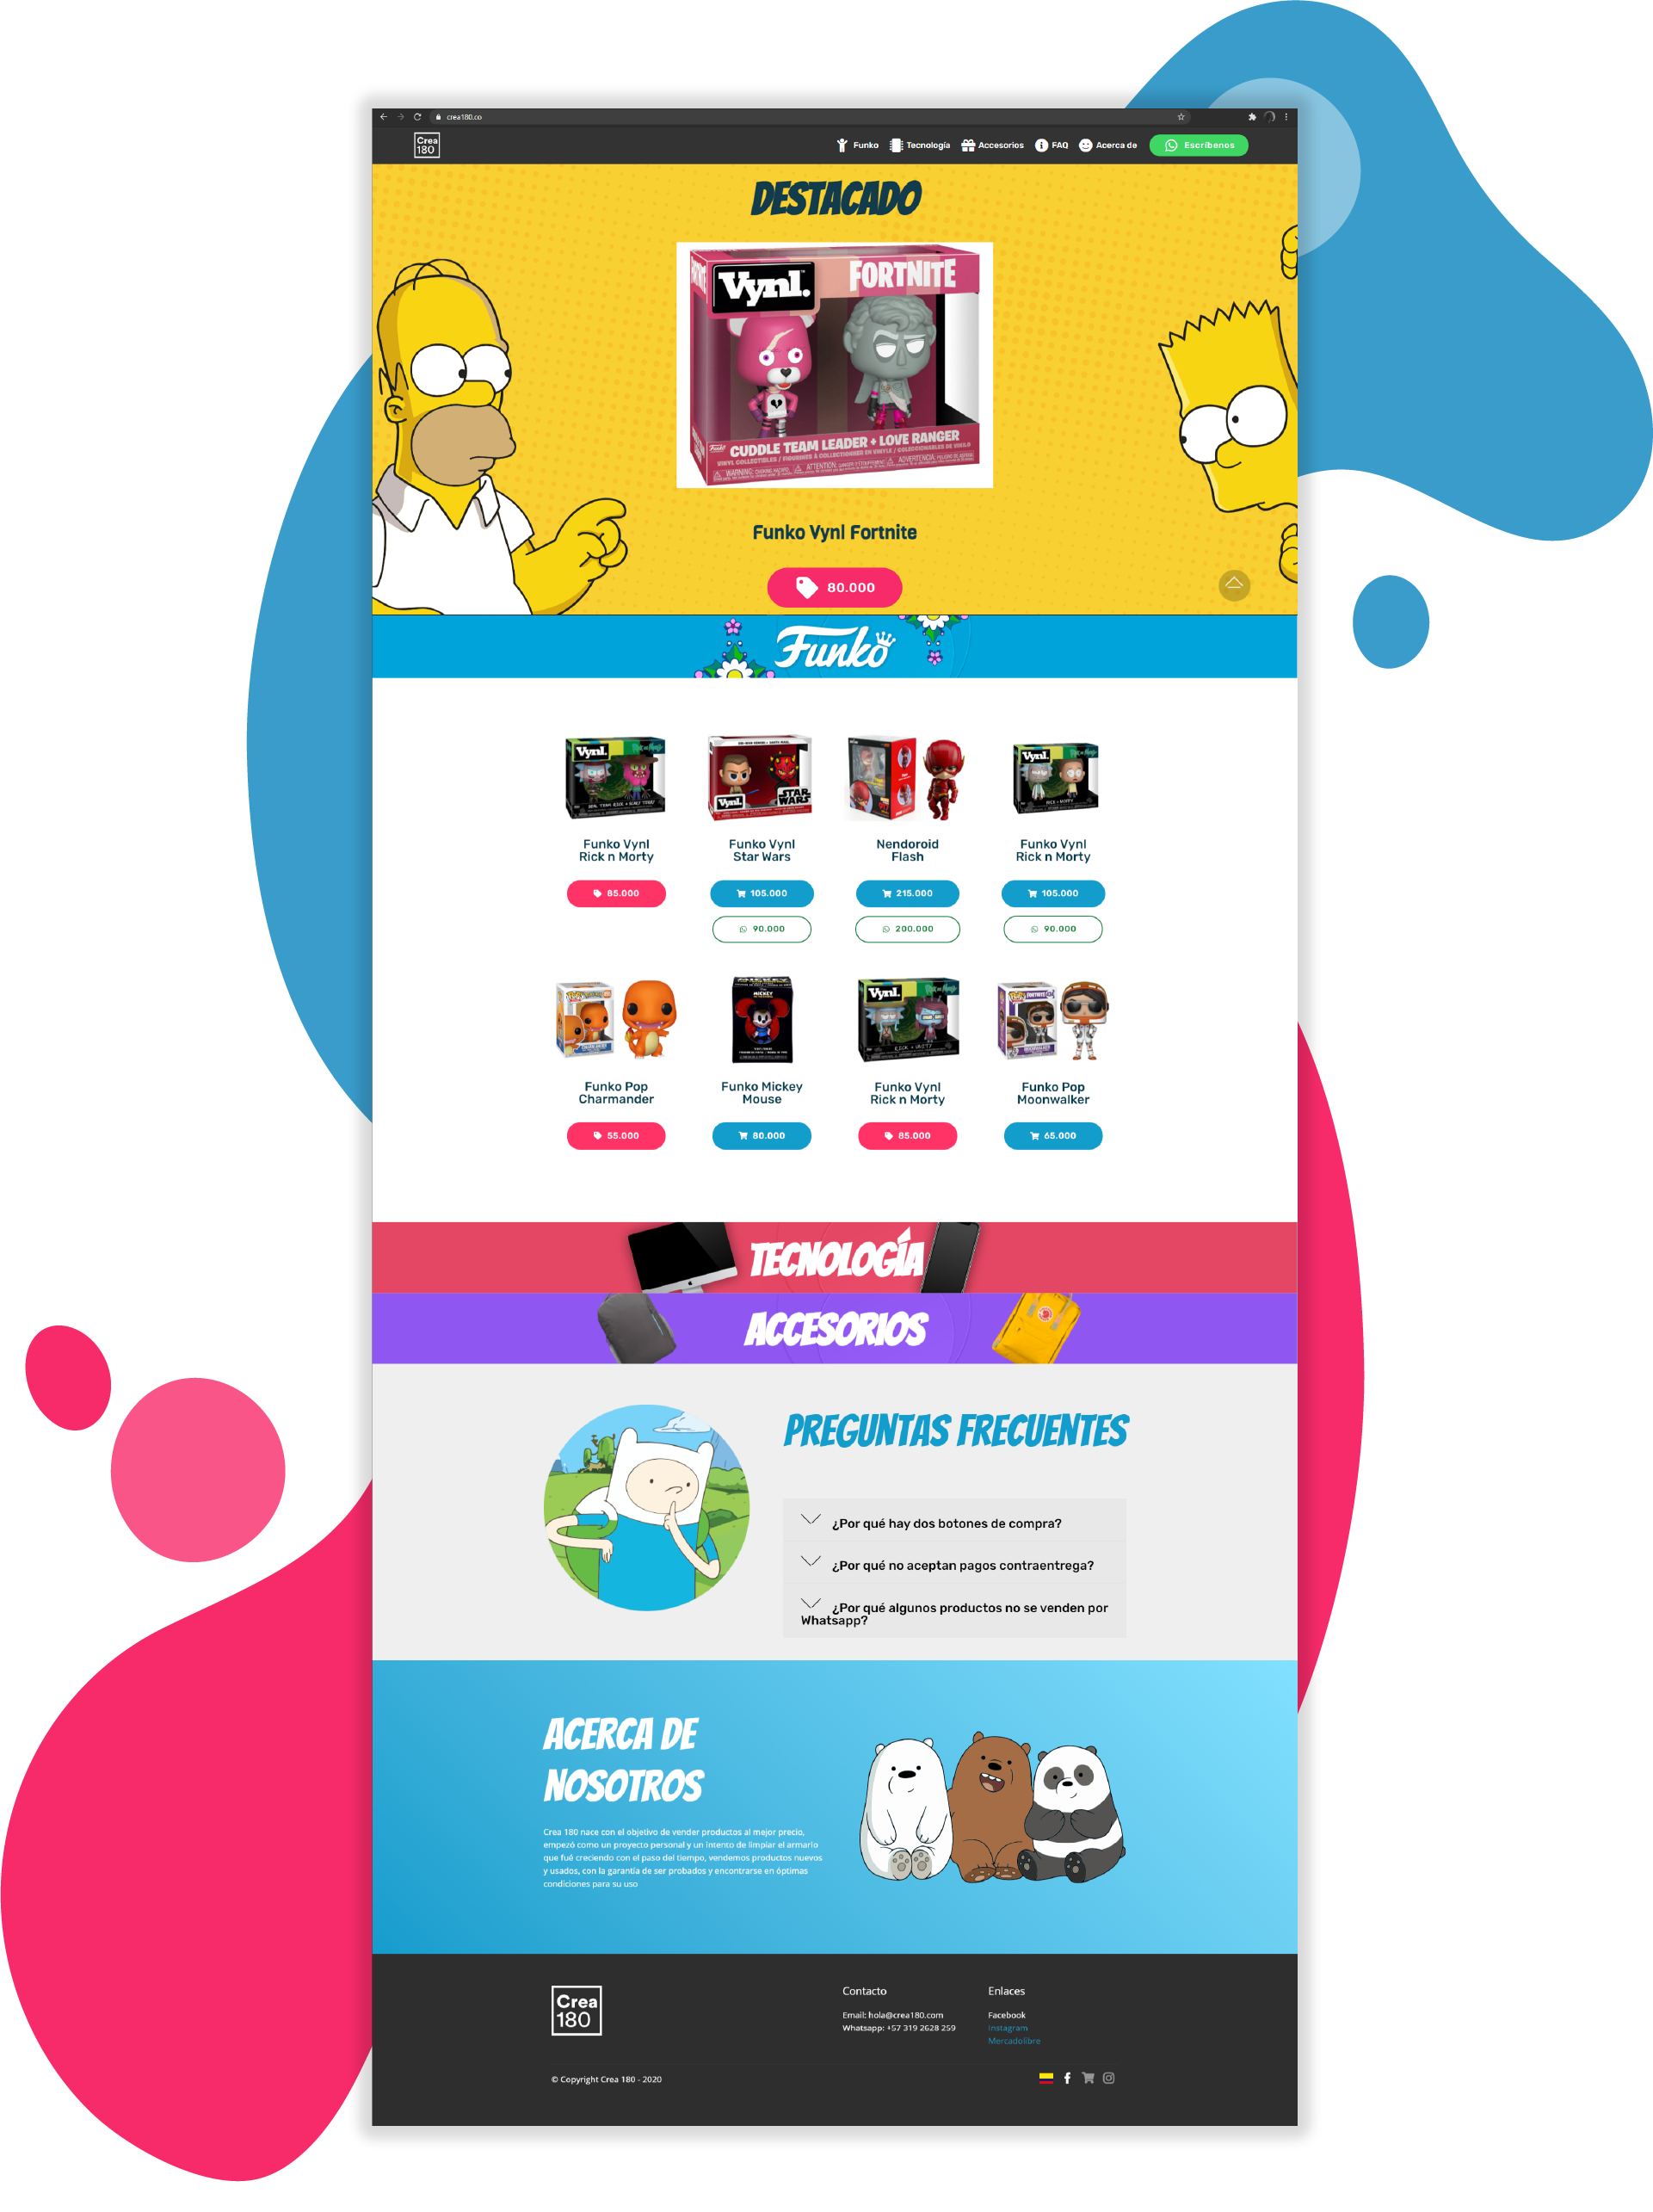 crea180.co
Crea
180
Funko
Tecnología
Accesorios
FAQ
Acerca de
Escríbenos
DESTACADO
Vynl.
FORTNITE
CUDDLE TEAM LEADER + LOVE RANGER
Funko Vynl Fortnite
80.000
Funko
Vynl.
Vynl.
STAR
WARS
Vynl.
RICK + MORTY
Funko Vynl
Rick n Morty
Funko Vynl
Star Wars
Nendoroid
Flash
Funko Vynl
Rick n Morty
85.000
105.000
215.000
105.000
90.000
200.000
90.000
MICKEY
Vynl.
Funko Pop
Charmander
Funko Mickey
Mouse
Funko Vynl
Rick n Morty
Funko Pop
Moonwalker
55.000
80.000
85.000
65.000
TECNOLOGÍA
ACCESORIOS
PREGUNTAS FRECUENTES
¿Por qué hay dos botones de compra?
¿Por qué no aceptan pagos contraentrega?
¿Por qué algunos productos no se venden por
Whatsapp?
ACERCA DE
NOSOTROS
Crea 180 nace con el objetivo de vender productos al mejor precio,
empezó como un proyecto personal y un intento de limpiar el armario
que fué creciendo con el paso del tiempo, vendemos productos nuevos
y usados, con la garantía de ser probados y encontrarse en óptimas
condiciones para su uso
Crea
180
Contacto
Email: hola@crea180.com
Whatsapp: +57 319 2628 259
Enlaces
Facebook
Instagram
Mercadolibre
© Copyright Crea 180 - 2020